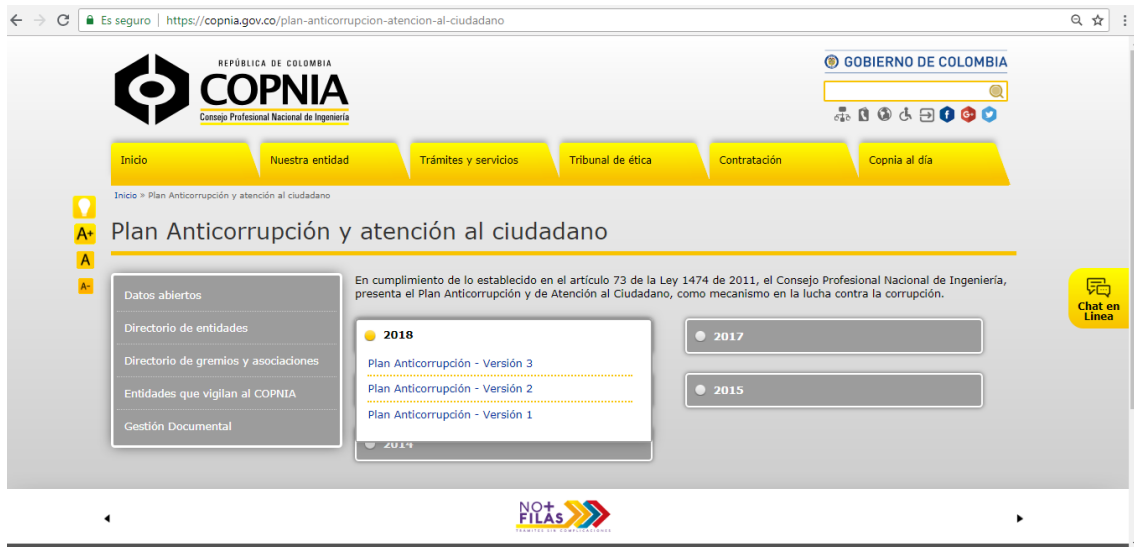 Es seguro | https://copnia.gov.co/plan-anticorrupcion-atencion-al-ciudadano
REPÚBLICA DE COLOMBIA
COPNIA
Consejo Profesional Nacional de Ingeniería
GOBIERNO DE COLOMBIA
Inicio
Nuestra entidad
Trámites y servicios
Tribunal de ética
Contratación
Copnia al día
Inicio » Plan Anticorrupción y atención al ciudadano
A+
A
A-
Plan Anticorrupción y atención al ciudadano
Datos abiertos
Directorio de entidades
Directorio de gremios y asociaciones
Entidades que vigilan al COPNIA
Gestión Documental
En cumplimiento de lo establecido en el artículo 73 de la Ley 1474 de 2011, el Consejo Profesional Nacional de Ingeniería,
presenta el Plan Anticorrupción y de Atención al Ciudadano, como mecanismo en la lucha contra la corrupción.
2018
Plan Anticorrupción - Versión 3
Plan Anticorrupción - Versión 2
Plan Anticorrupción - Versión 1
2017
2015
2014
Chat en
Línea
NO+
FILAS
TRÁMITES SIN COMPLICACIONES